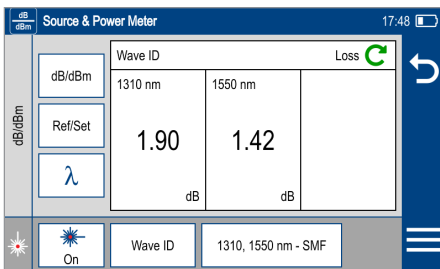 dB
dBm
Source & Power Meter
17:48
dB/dBm
dB/dBm
Ref/Set
λ
Wave ID
Loss
1310 nm
1550 nm
1.90
1.42
dB
dB
On
Wave ID
1310, 1550 nm - SMF